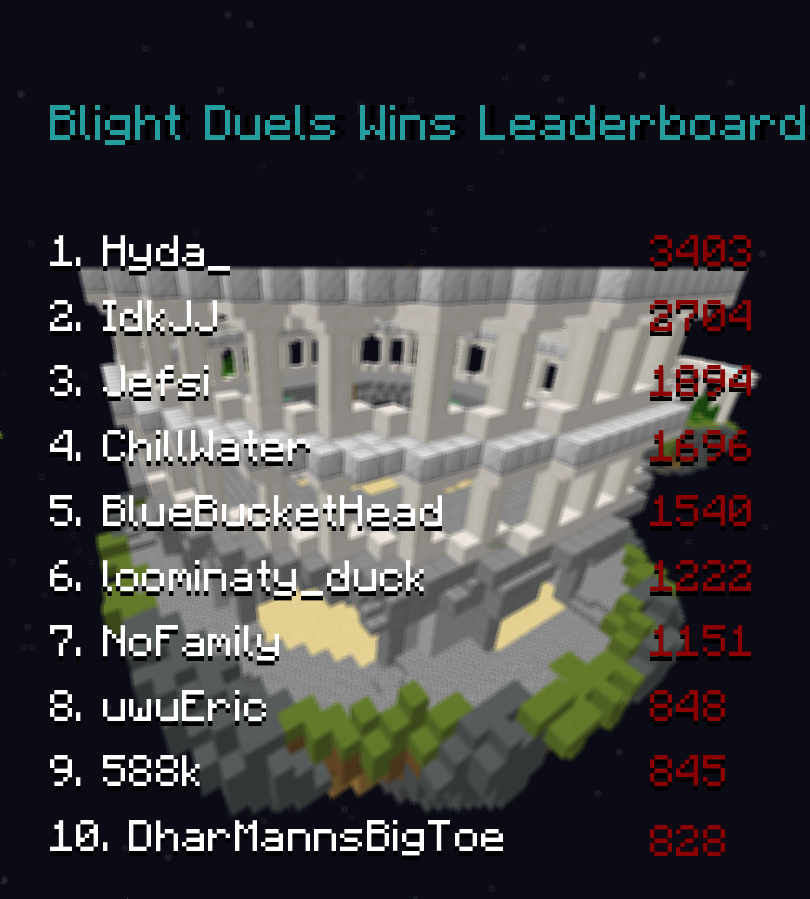 Blight Duels Wins Leaderboard
1. Hyda_ 3403
2. IdkJJ 2704
3. Jefsi 1894
4. ChillWater 1696
5. BlueBucketHead 1540
6. loominaty_duck 1222
7. NoFamily 1151
8. uwuEric 848
9. 588k 845
10. DharMannsBigToe 828